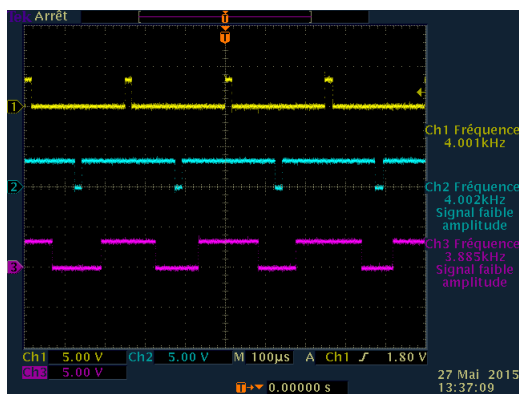 Arrêt
T
T
1
Ch1 Fréquence
4.001kHz
2
Ch2 Fréquence
4.002kHz
Signal faible
amplitude
3
Ch3 Fréquence
3.885kHz
Signal faible
amplitude
Ch1 5.00 V Ch2 5.00 V M 100µs A Ch1 1.80 V
Ch3 5.00 V
T 0.00000 s
27 Mai 2015
13:37:09